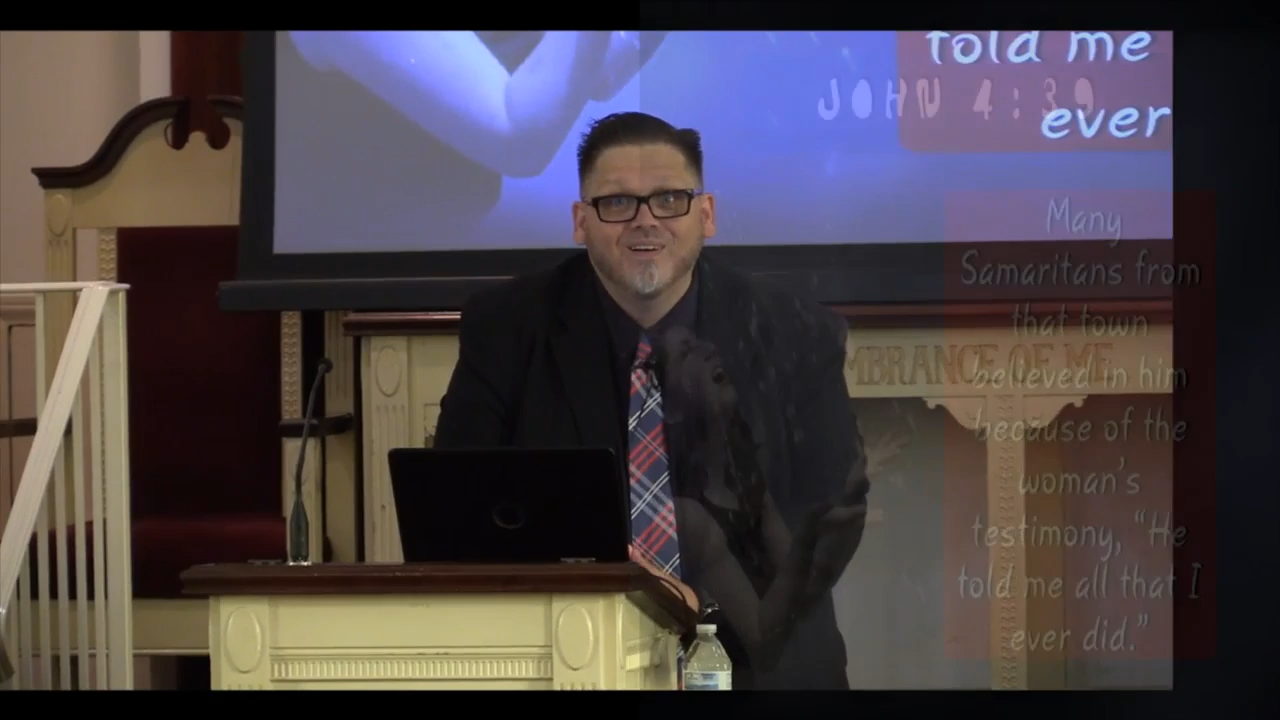 told me
ever
JOHN 4:39
Many
Samaritans from
that town
believed in him
because of the
woman's
testimony, “He
told me all that I
ever did.”
MBRANCE OF ME